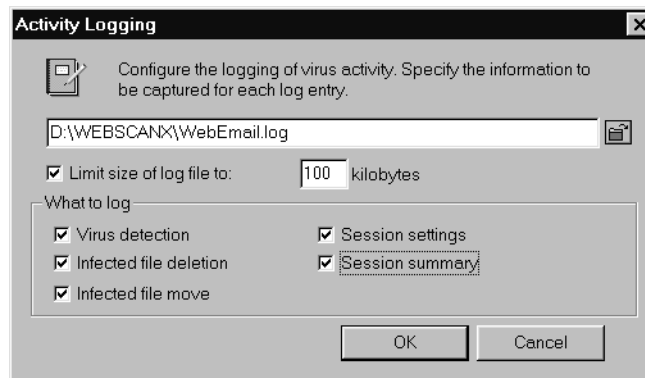 Activity Logging
Configure the logging of virus activity. Specify the information to
be captured for each log entry.
D:\WEBSCANX\WebEmail.log
Limit size of log file to: 100 kilobytes
What to log
Virus detection
Session settings
Infected file deletion
Session summary
Infected file move
OK
Cancel